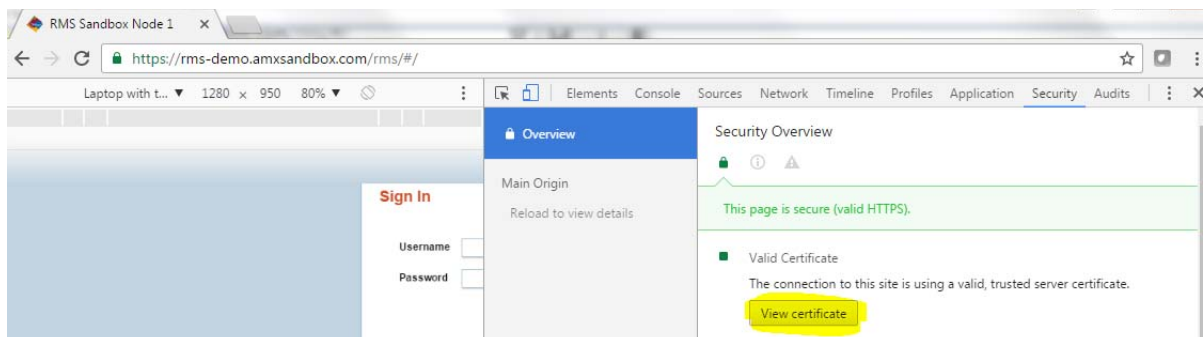 RMS Sandbox Node 1
https://rms-demo.amxsandbox.com/rms/#/
Laptop with t... ▼ 1280 × 950 80% ▼
Elements Console Sources Network Timeline Profiles Application Security Audits
Overview
Main Origin
Reload to view details
Sign In
Username
Password
Security Overview
This page is secure (valid HTTPS).
Valid Certificate
The connection to this site is using a valid, trusted server certificate.
View certificate